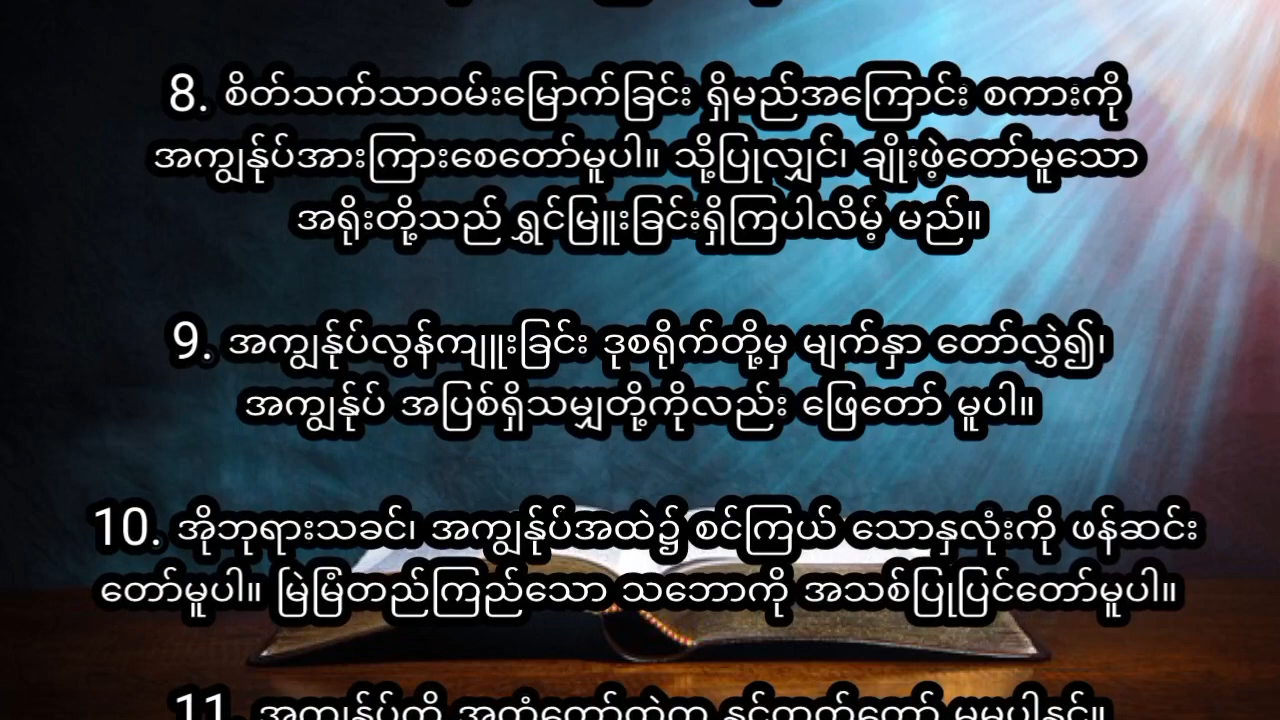 8. စိတ်သက်သာဝမ်းမြောက်ခြင်း ရှိမည်အကြောင်း စကားကို
အကျွန်ုပ်အားကြားစေတော်မူပါ။ သို့ပြုလျှင်၊ ချိုးဖဲ့တော်မူသော
အရိုးတို့သည် ရွှင်မြူးခြင်းရှိကြပါလိမ့် မည်။
9. အကျွန်ုပ်လွန်ကျူးခြင်း ဒုစရိုက်တို့မှ မျက်နှာ တော်လွှဲ၍၊
အကျွန်ုပ် အပြစ်ရှိသမျှတို့ကိုလည်း ဖြေတော် မူပါ။
10. အိုဘုရားသခင်၊ အကျွန်ုပ်အထဲ၌ စင်ကြယ် သောနှလုံးကို ဖန်ဆင်း
တော်မူပါ။ မြဲမြံတည်ကြည်သော သဘောကို အသစ်ပြုပြင်တော်မူပါ။
11. အကျွန်ုပ်ကို